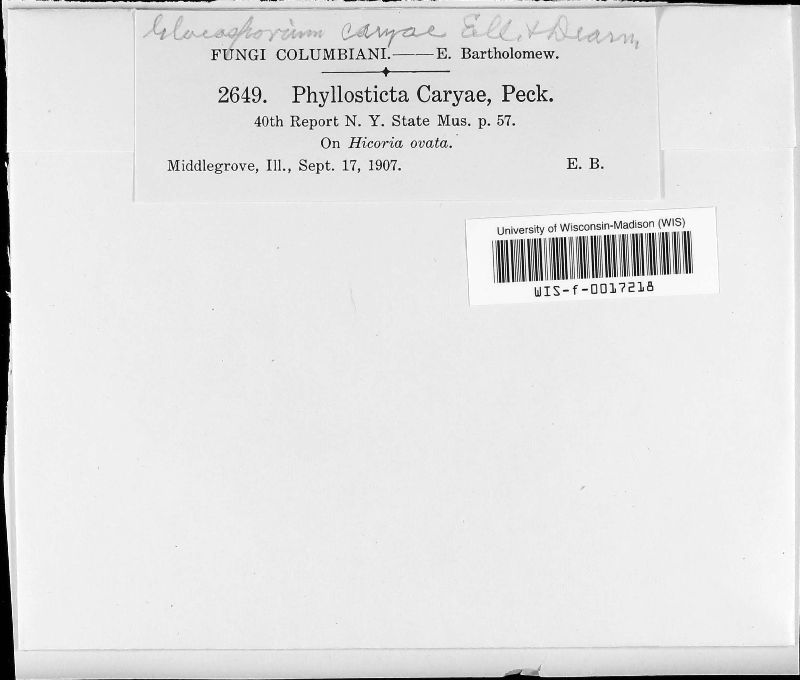 Gloeosporium caryae Ell. & Dearn.
FUNGI COLUMBIANI.——E. Bartholomew.
2649. Phyllosticta Caryae, Peck.
40th Report N. Y. State Mus. p. 57.
On Hicoria ovata.
Middlegrove, Ill., Sept. 17, 1907. E. B.
University of Wisconsin-Madison (WIS)
WIS-f-0017218